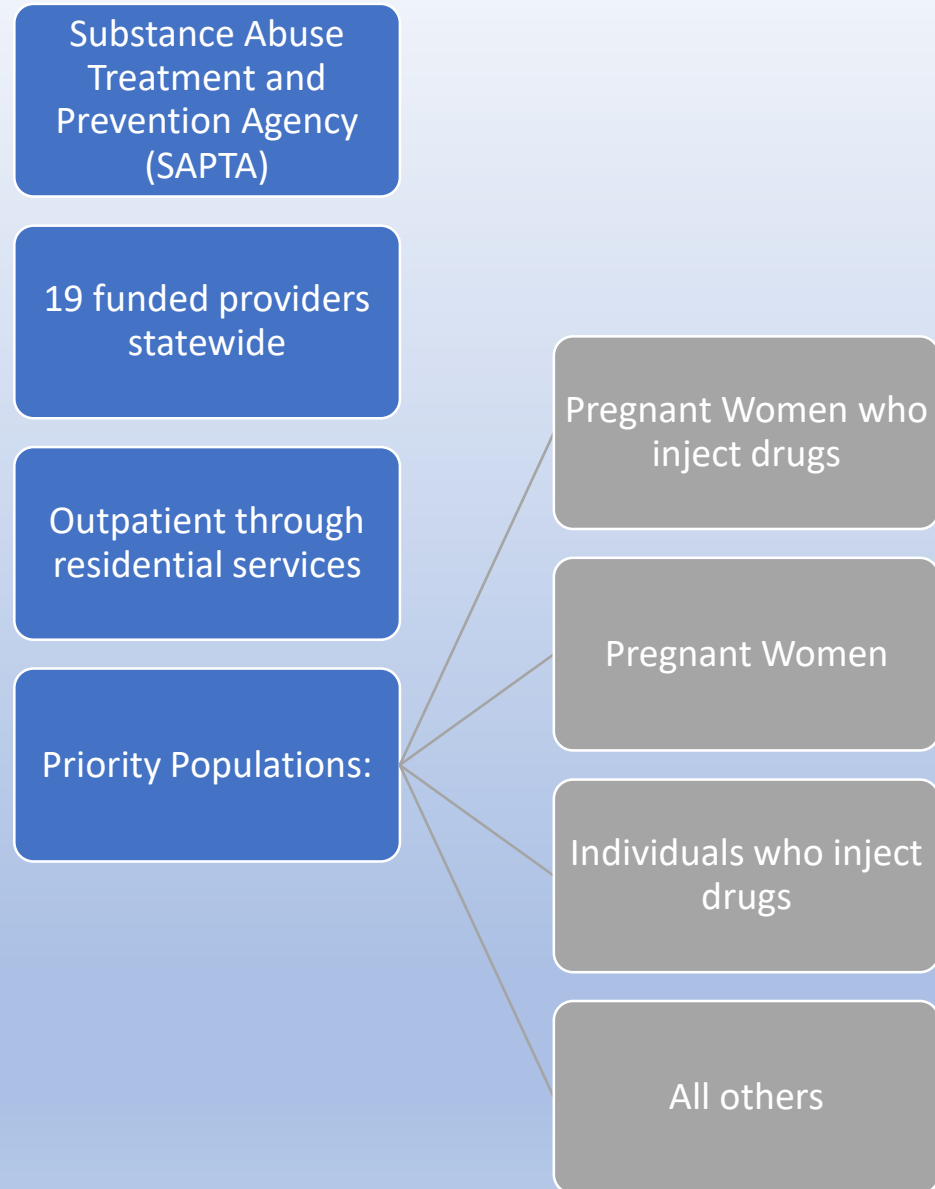 Substance Abuse
Treatment and
Prevention Agency
(SAPTA)
19 funded providers
statewide
Outpatient through
residential services
Priority Populations:
Pregnant Women who
inject drugs
Pregnant Women
Individuals who inject
drugs
All others